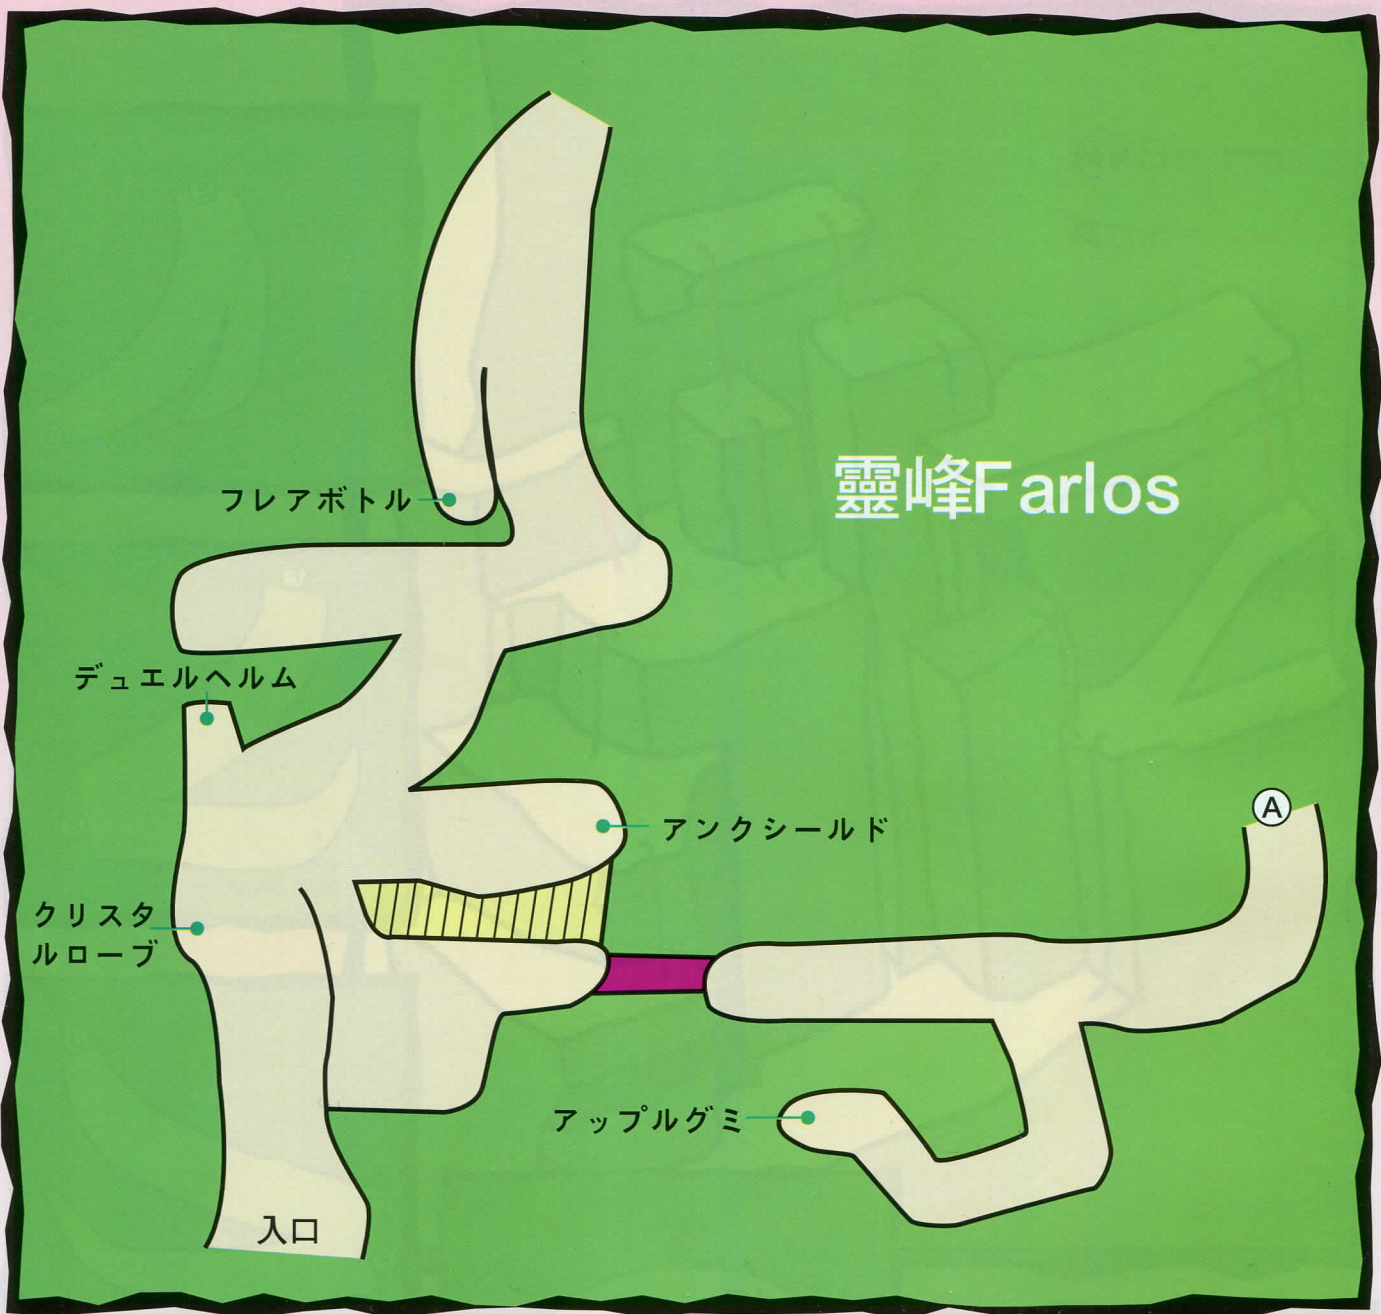 靈峰Farlos
フレアボトル
デュエルヘルム
アンクシールド
A
クリスタ
ルローブ
アップルグミ
入口